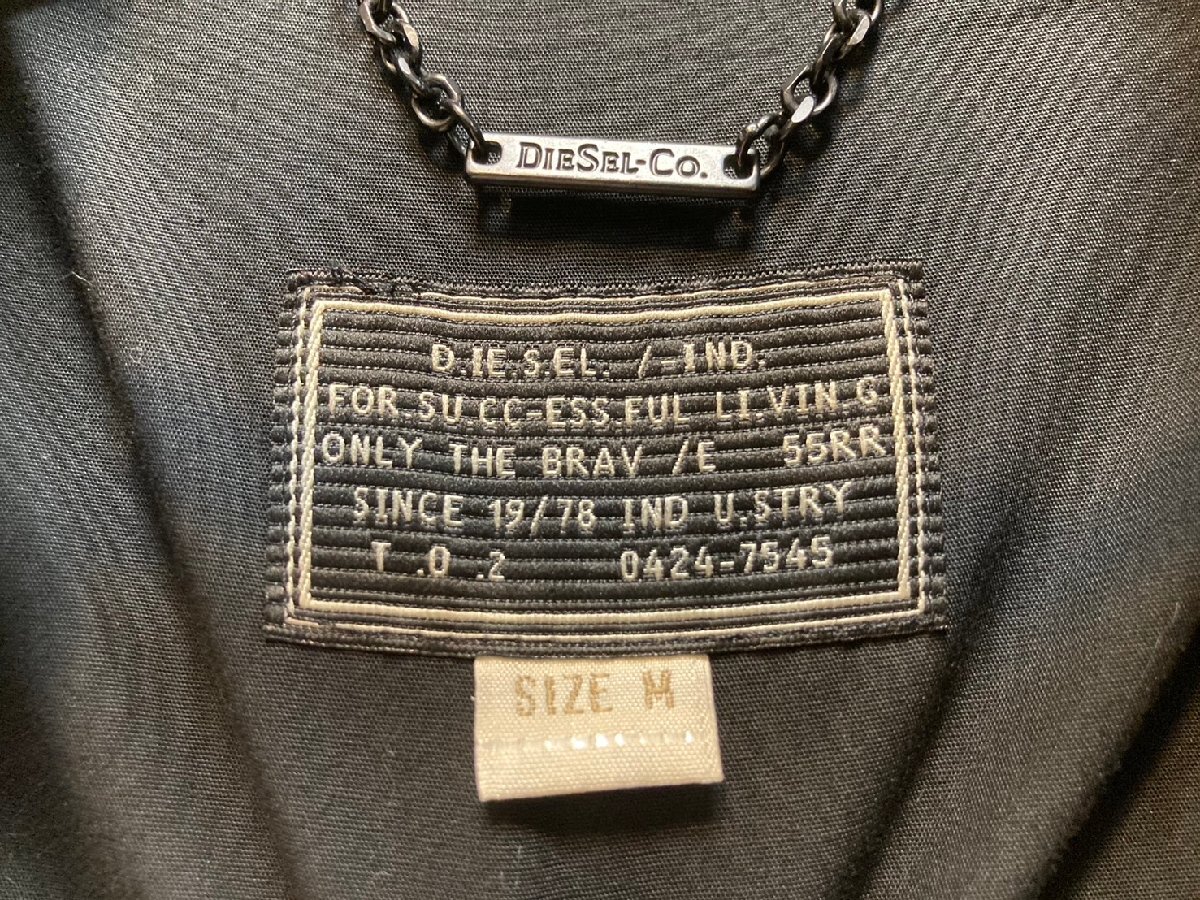 DIESEL-CO.
D.IE.S.EL. /-IND.
FOR SU.CC-ESS.FUL LI.VIN.G
ONLY THE BRAV /E 55RR
SINCE 19/78 IND U.STRY
T .O .2 0424-7545
SIZE M